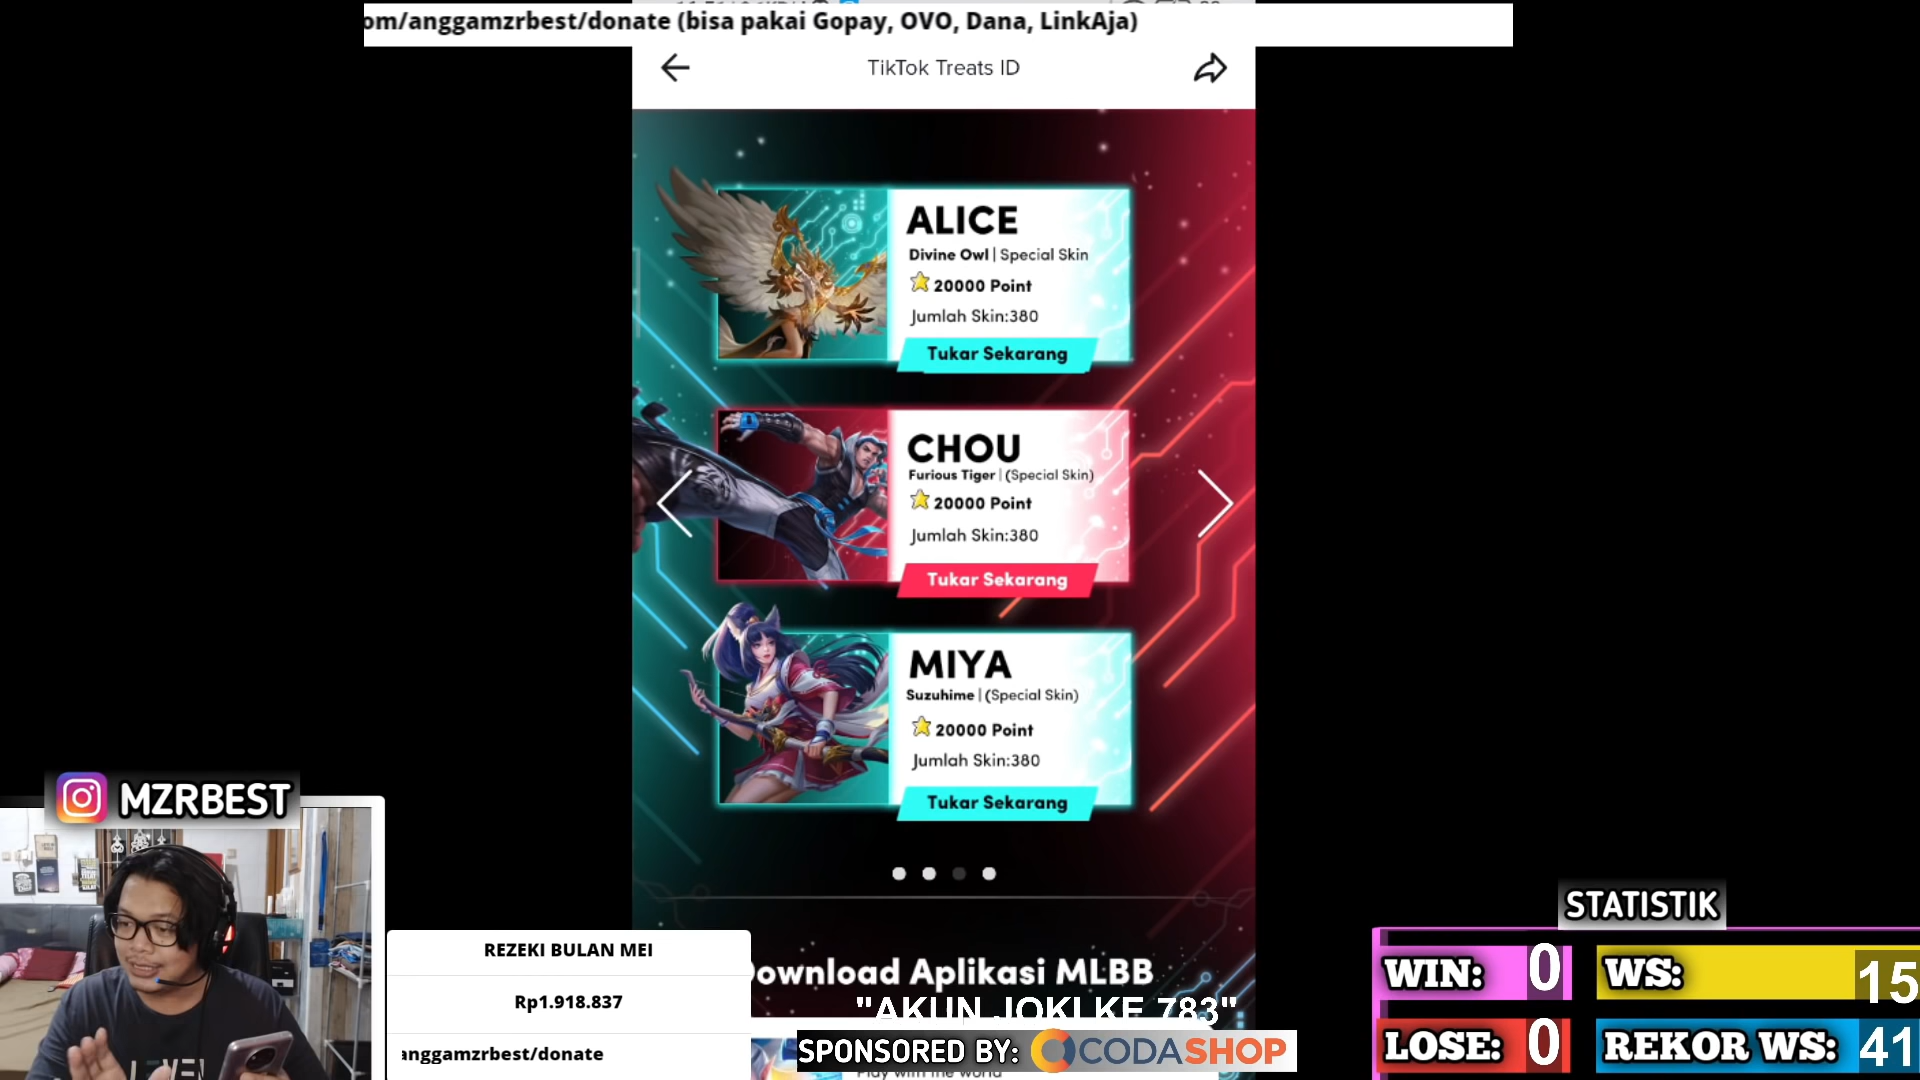 om/anggamzrbest/donate (bisa pakai Gopay, OVO, Dana, LinkAja)
TikTok Treats ID
ALICE
Divine Owl | Special Skin
20000 Point
Jumlah Skin:380
Tukar Sekarang
CHOU
Furious Tiger | (Special Skin)
20000 Point
Jumlah Skin:380
Tukar Sekarang
MIYA
Suzuhime | (Special Skin)
20000 Point
Jumlah Skin:380
Tukar Sekarang
MZRBEST
REZEKI BULAN MEI
Rp1.918.837
anggamzrbest/donate
ownload Aplikasi MLBB
"AKUN JOKI KE 783"
SPONSORED BY: CODASHOP
Play with the world
STATISTIK
WIN: 0
WS: 15
LOSE: 0
REKOR WS: 41